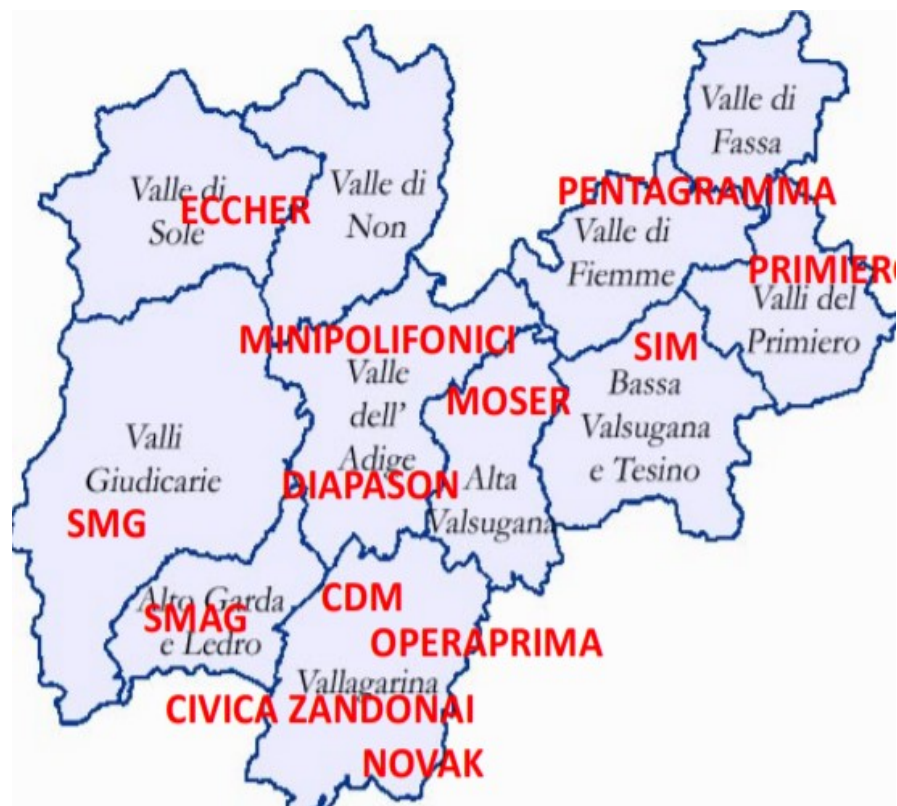 Valle di
Fassa
PENTAGRAMMA
Valle di
Sole
ECCHER
Valle di
Non
Valle di
Fiemme
PRIMIERO
Valli del
Primiero
MINIPOLIFONICI
Valle
dell'
Adige
SIM
Bassa
Valsugana
e Tesino
MOSER
Alta
Valsugana
Valli
Giudicarie
SMG
DIAPASON
Alto Garda
e Ledro
SMAG
CDM
OPERAPRIMA
Vallagarina
CIVICA ZANDONAI
NOVAK